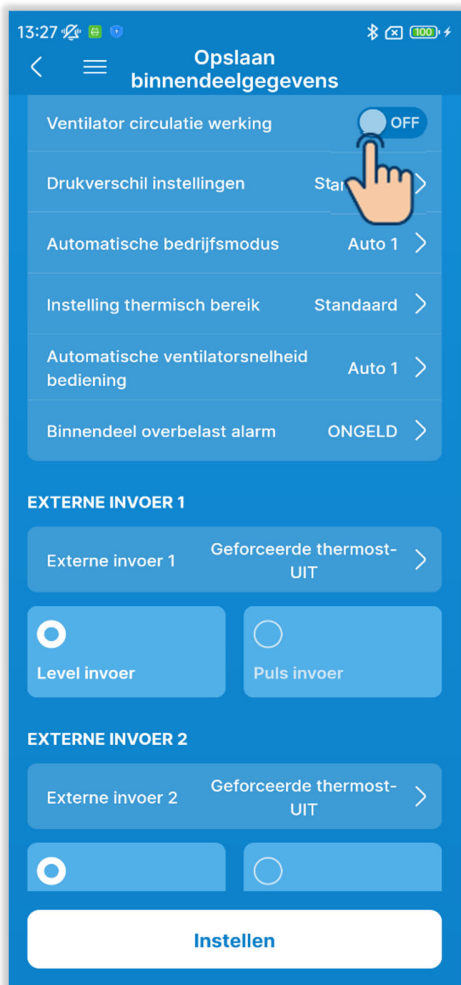 13:27
100
Opslaan
binnendeelgegevens
Ventilator circulatie werking OFF
Drukverschil instellingen
Automatische bedrijfsmodus Auto 1
Instelling thermisch bereik Standaard
Automatische ventilatorsnelheid
bediening
Auto 1
Binnendeel overbelast alarm ONGELD
EXTERNE INVOER 1
Externe invoer 1
Geforceerde thermost-
UIT
Level invoer Puls invoer
EXTERNE INVOER 2
Externe invoer 2
Geforceerde thermost-
UIT
Instellen